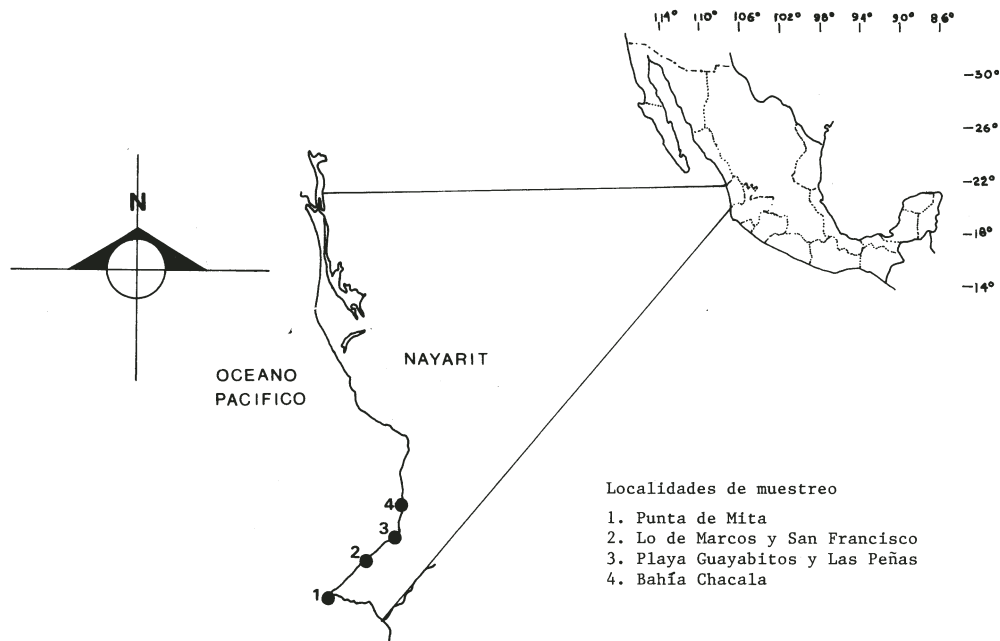 114° 110° 106° 102° 98° 94° 90° 86°
—30°
—26°
—22°
—18°
—14°
N
NAYARIT
OCEANO
PACIFICO
4
3
2
1
Localidades de muestreo
1. Punta de Mita
2. Lo de Marcos y San Francisco
3. Playa Guayabitos y Las Peñas
4. Bahía Chacala